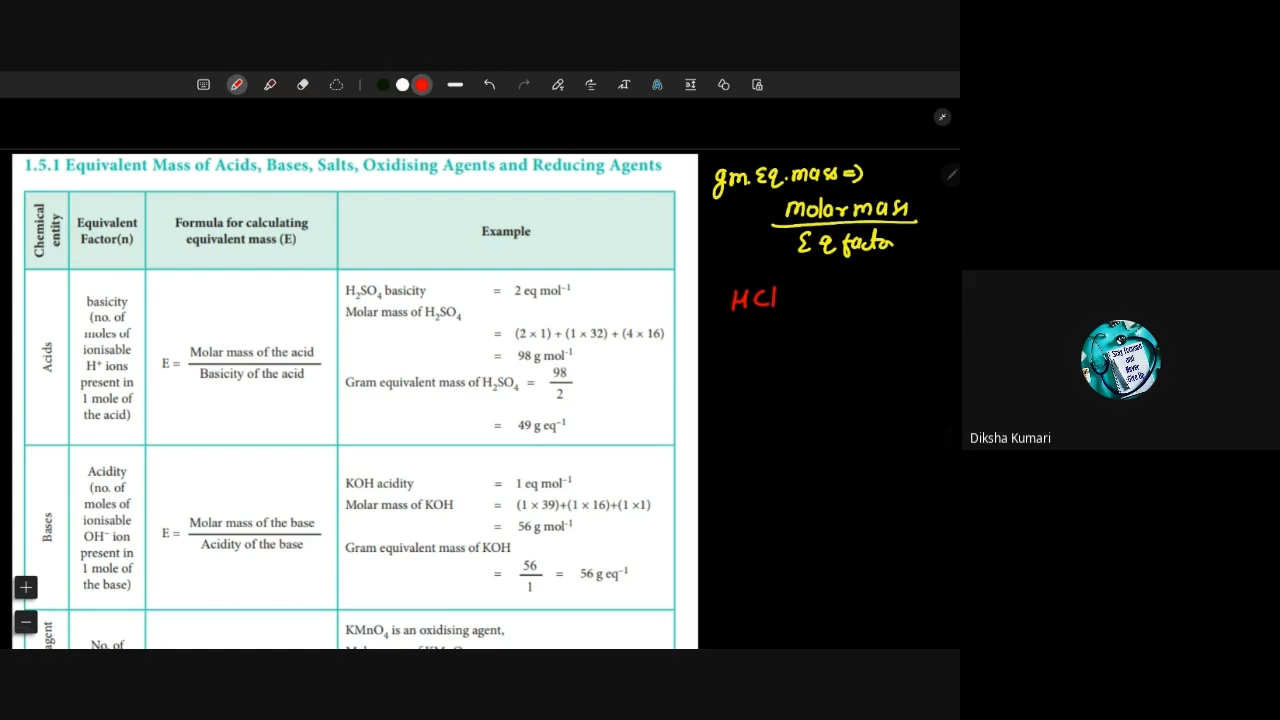 1.5.1 Equivalent Mass of Acids, Bases, Salts, Oxidising Agents and Reducing Agents
Chemical entity
Equivalent Factor(n)
Formula for calculating equivalent mass (E)
Example
Acids
basicity
(no. of
moles of
ionisable
H⁺ ions
present in
1 mole of
the acid)
E = Molar mass of the acid / Basicity of the acid
H₂SO₄ basicity = 2 eq mol⁻¹
Molar mass of H₂SO₄
= (2 × 1) + (1 × 32) + (4 × 16)
= 98 g mol⁻¹
Gram equivalent mass of H₂SO₄ = 98 / 2
= 49 g eq⁻¹
Bases
Acidity
(no. of
moles of
ionisable
OH⁻ ion
present in
1 mole of
the base)
E = Molar mass of the base / Acidity of the base
KOH acidity = 1 eq mol⁻¹
Molar mass of KOH = (1 × 39)+(1 × 16)+(1 ×1)
= 56 g mol⁻¹
Gram equivalent mass of KOH
= 56 / 1 = 56 g eq⁻¹
agent
No. of
KMnO₄ is an oxidising agent,
gm. Eq. mass ⇒
molar mass
Eq factor
HCl
Stay focused
and
Never
Give Up
Diksha Kumari